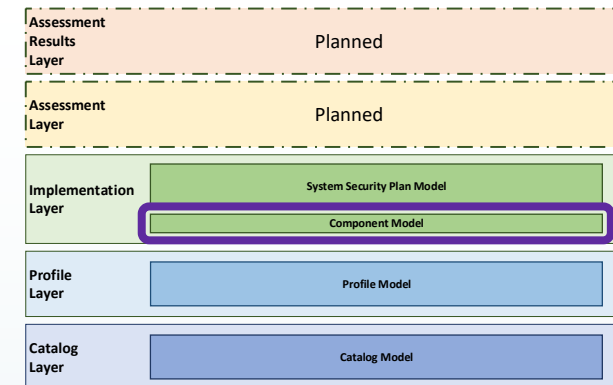 Assessment
Results
Layer
Planned
Assessment
Layer
Planned
Implementation
Layer
System Security Plan Model
Component Model
Profile
Layer
Profile Model
Catalog
Layer
Catalog Model